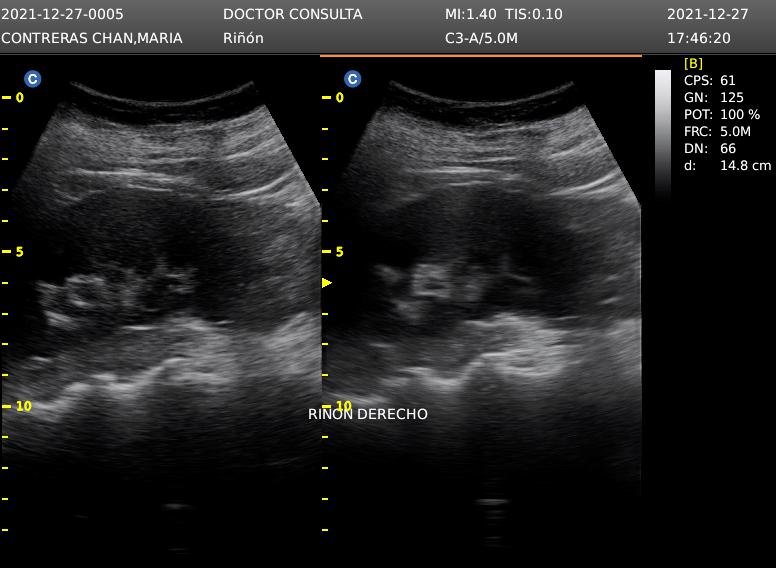 2021-12-27-0005 DOCTOR CONSULTA MI:1.40 TIS:0.10 2021-12-27
CONTRERAS CHAN,MARIA Riñón C3-A/5.0M 17:46:20
[B]
CPS: 61
GN: 125
POT: 100 %
FRC: 5.0M
DN: 66
d: 14.8 cm
C C
0 0
5 5
10 10
RIÑON DERECHO